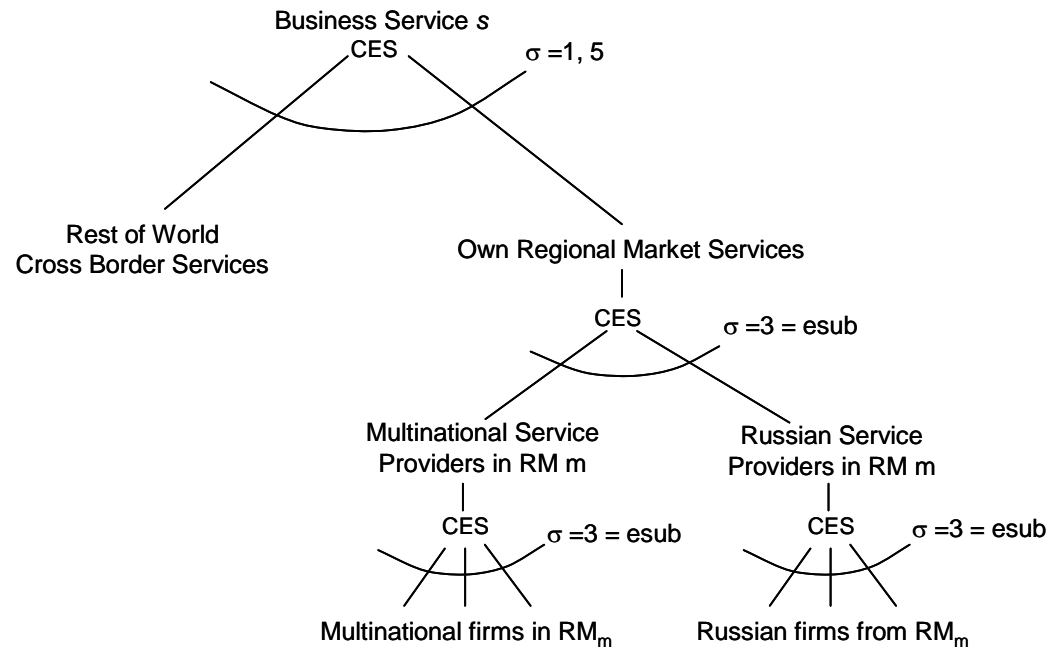 Business Service s
CES
σ =1, 5
Rest of World
Cross Border Services
Own Regional Market Services
CES
σ =3 = esub
Multinational Service
Providers in RM m
Russian Service
Providers in RM m
CES
σ =3 = esub
CES
σ =3 = esub
Multinational firms in RMm
Russian firms from RMm